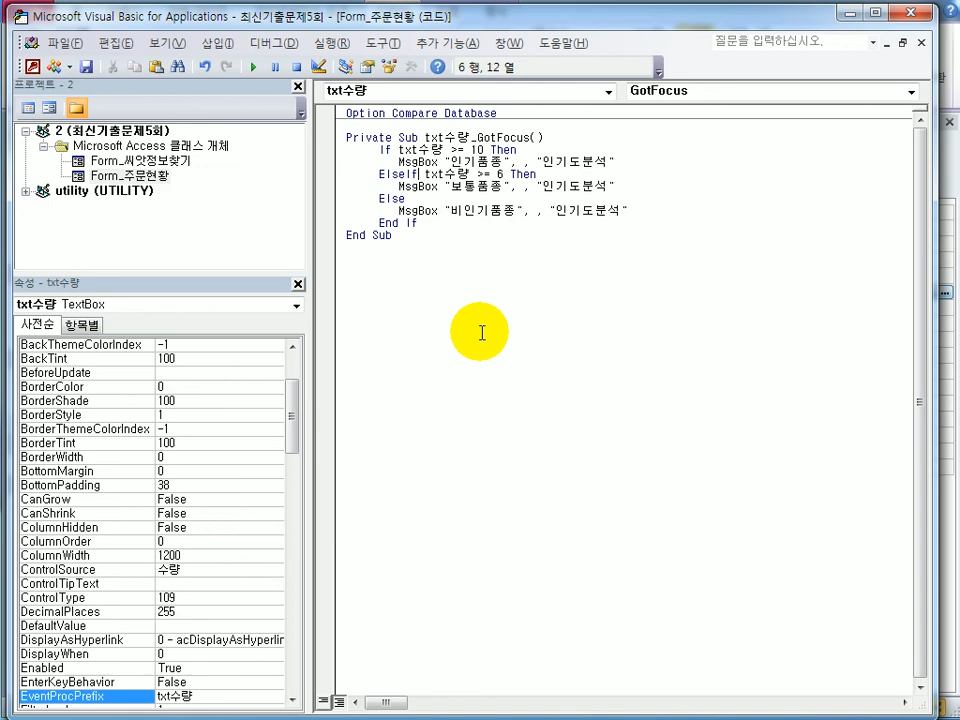 Microsoft Visual Basic for Applications - 최신기출문제5회 - [Form_주문현황 (코드)]
파일(F) 편집(E) 보기(V) 삽입(I) 디버그(D) 실행(R) 도구(T) 추가 기능(A) 창(W) 도움말(H) 질문을 입력하십시오.
6 행, 12 열
프로젝트 - 2
txt수량 GotFocus
2 (최신기출문제5회)
Microsoft Access 클래스 개체
Form_씨앗정보찾기
Form_주문현황
utility (UTILITY)
Option Compare Database
Private Sub txt수량_GotFocus()
If txt수량 >= 10 Then
MsgBox "인기품종", , "인기도분석"
ElseIf txt수량 >= 6 Then
MsgBox "보통품종", , "인기도분석"
Else
MsgBox "비인기품종", , "인기도분석"
End If
End Sub
속성 - txt수량
txt수량 TextBox
사전순 항목별
BackThemeColorIndex -1
BackTint 100
BeforeUpdate
BorderColor 0
BorderShade 100
BorderStyle 1
BorderThemeColorIndex -1
BorderTint 100
BorderWidth 0
BottomMargin 0
BottomPadding 38
CanGrow False
CanShrink False
ColumnHidden False
ColumnOrder 0
ColumnWidth 1200
ControlSource 수량
ControlTipText
ControlType 109
DecimalPlaces 255
DefaultValue
DisplayAsHyperlink 0 - acDisplayAsHyperlin
DisplayWhen 0
Enabled True
EnterKeyBehavior False
EventProcPrefix txt수량